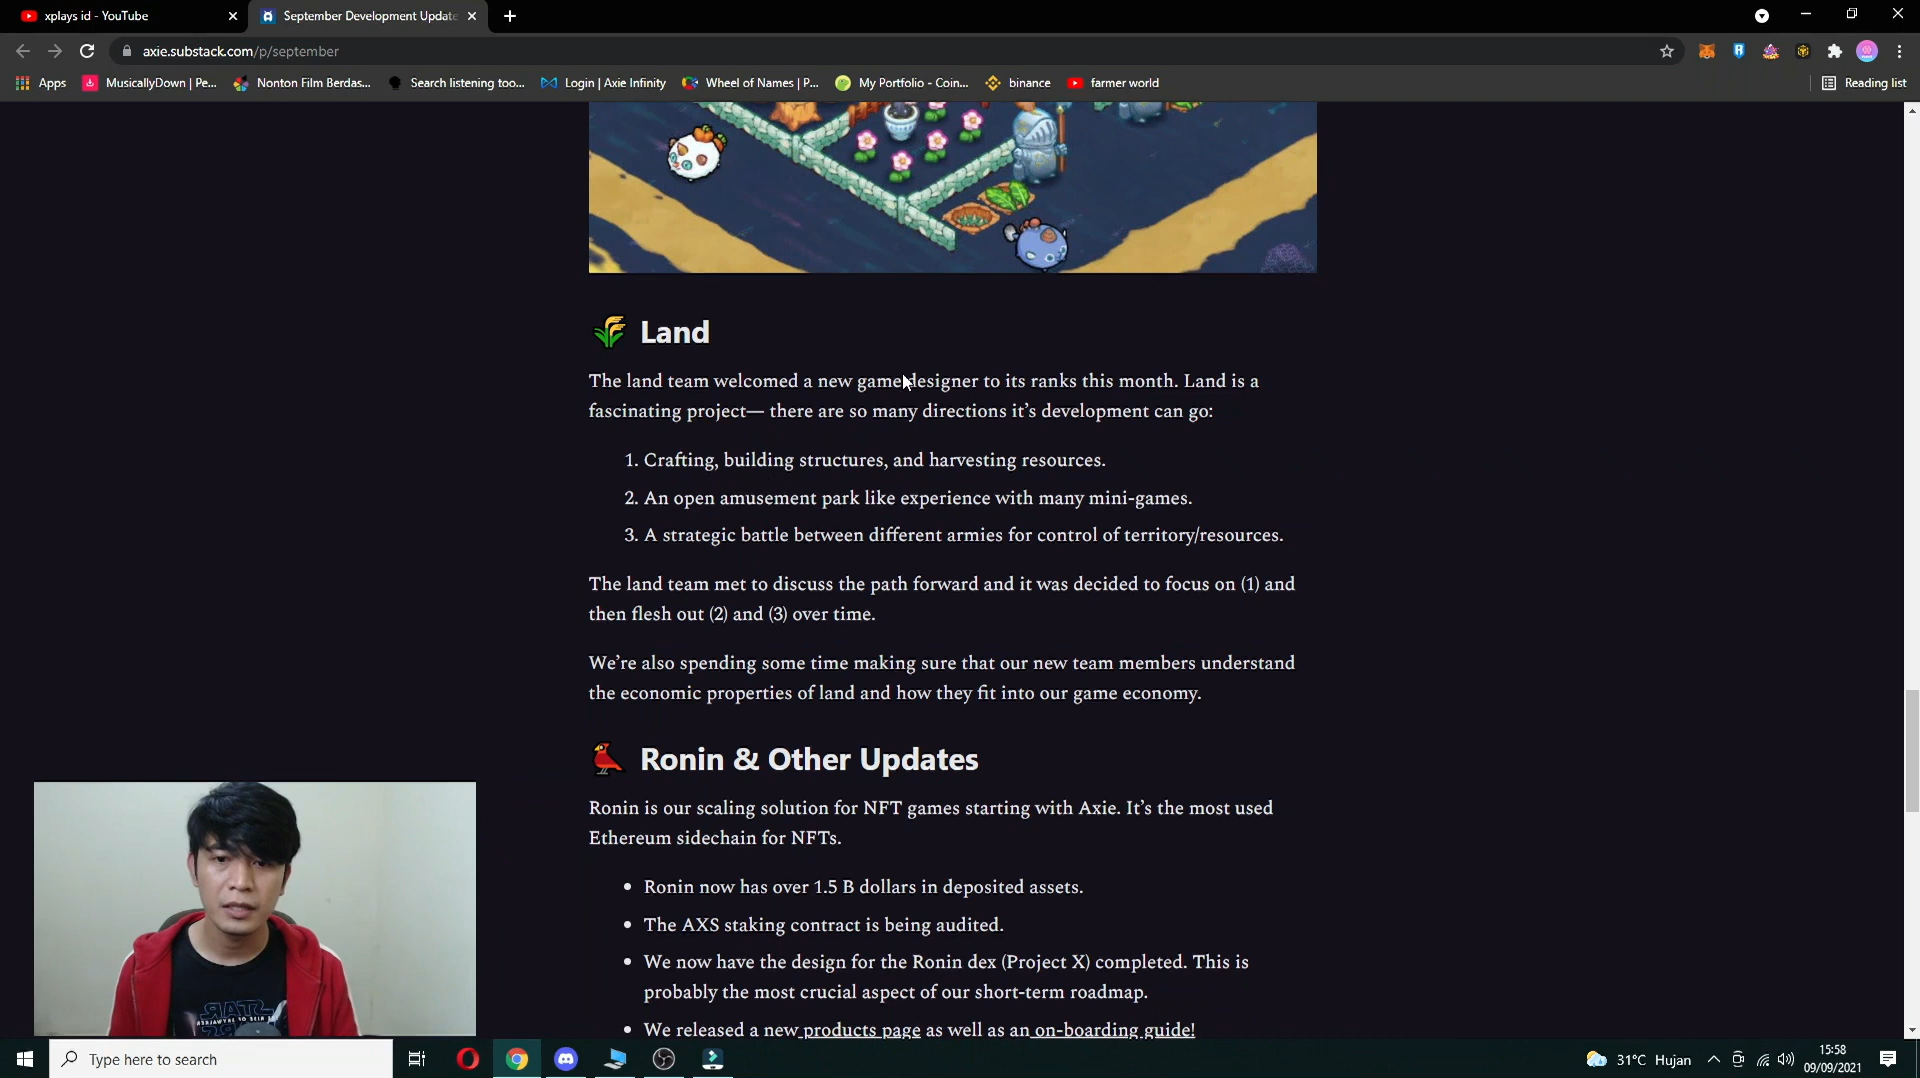 xplays id - YouTube
September Development Update
axie.substack.com/p/september
Apps
MusicallyDown | Pe...
Nonton Film Berdas...
Search listening too...
Login | Axie Infinity
Wheel of Names | P...
My Portfolio - Coin...
binance
farmer world
Reading list
Land
The land team welcomed a new game designer to its ranks this month. Land is a
fascinating project— there are so many directions it’s development can go:
1. Crafting, building structures, and harvesting resources.
2. An open amusement park like experience with many mini-games.
3. A strategic battle between different armies for control of territory/resources.
The land team met to discuss the path forward and it was decided to focus on (1) and
then flesh out (2) and (3) over time.
We’re also spending some time making sure that our new team members understand
the economic properties of land and how they fit into our game economy.
Ronin & Other Updates
Ronin is our scaling solution for NFT games starting with Axie. It’s the most used
Ethereum sidechain for NFTs.
• Ronin now has over 1.5 B dollars in deposited assets.
• The AXS staking contract is being audited.
• We now have the design for the Ronin dex (Project X) completed. This is
probably the most crucial aspect of our short-term roadmap.
• We released a new products page as well as an on-boarding guide!
Type here to search
31°C Hujan
15:58
09/09/2021